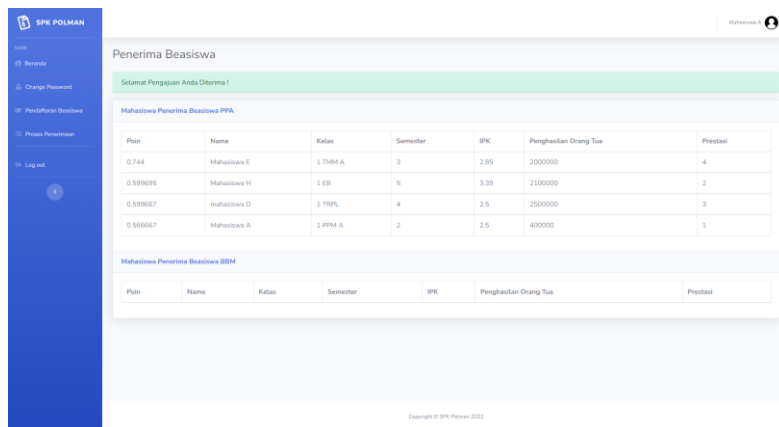 SPK POLMAN
Mahasiswa A
USER
Beranda
Change Password
Pendaftaran Beasiswa
Proses Penerimaan
Log out
Penerima Beasiswa
Selamat Pengajuan Anda Diterima !
Mahasiswa Penerima Beasiswa PPA
Poin Name Kelas Semester IPK Penghasilan Orang Tua Prestasi
0.744 Mahasiswa E 1 TMM A 3 2.85 2000000 4
0.599695 Mahasiswa H 1 EB 5 3.39 2100000 2
0.598667 mahasiswa D 1 TRPL 4 2.5 2500000 3
0.566667 Mahasiswa A 1 PPM A 2 2.5 400000 1
Mahasiswa Penerima Beasiswa BBM
Poin Name Kelas Semester IPK Penghasilan Orang Tua Prestasi
Copyright © SPK Polman 2022